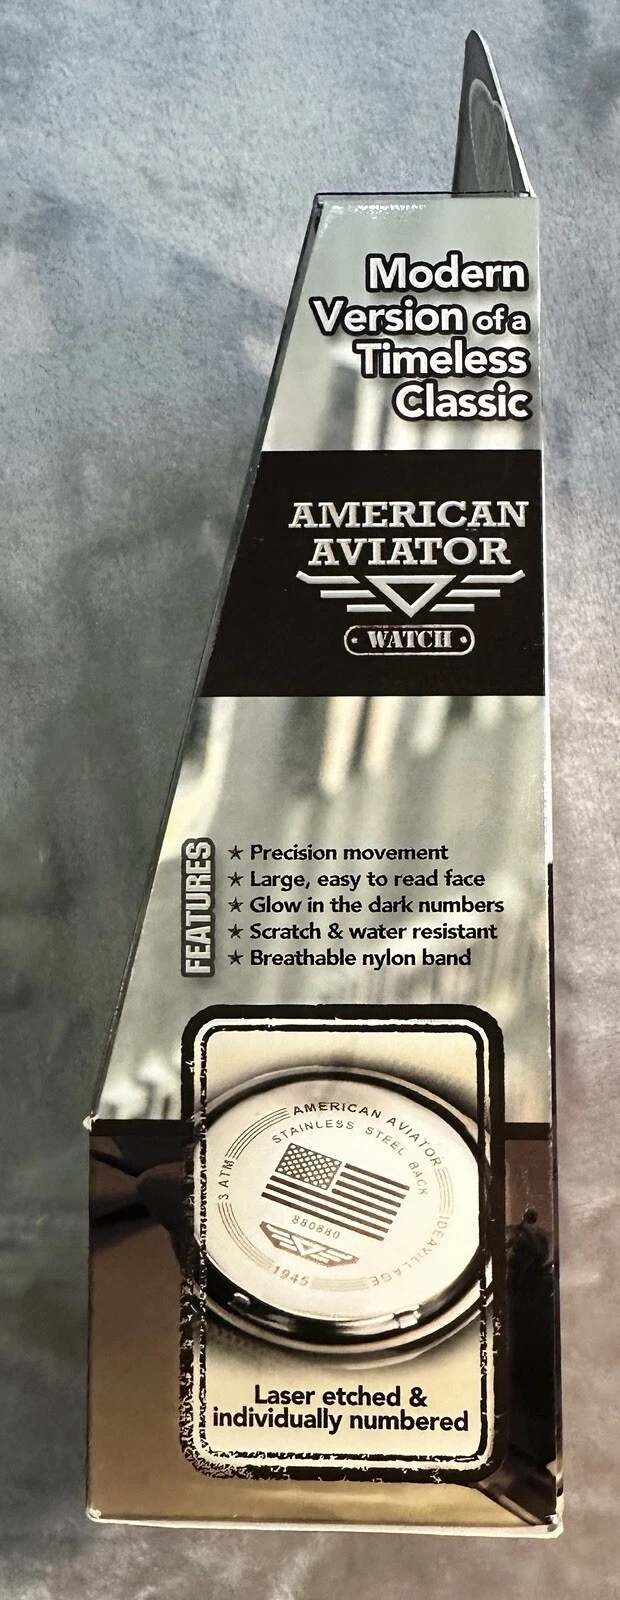 Modern
Version of a
Timeless
Classic
AMERICAN
AVIATOR
WATCH
FEATURES
★ Precision movement
★ Large, easy to read face
★ Glow in the dark numbers
★ Scratch & water resistant
★ Breathable nylon band
AMERICAN AVIATOR
STAINLESS STEEL BACK
3 ATM
IDEAVILLAGE
1945
Laser etched &
individually numbered